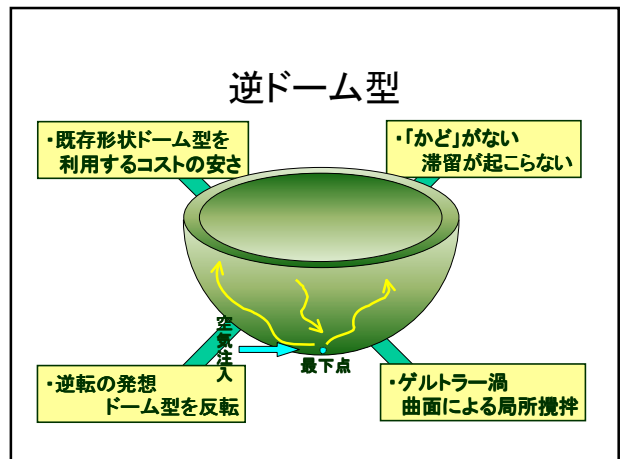 逆ドーム型
・既存形状ドーム型を
利用するコストの安さ
・「かど」がない
滞留が起こらない
空気注入
最下点
・逆転の発想
ドーム型を反転
・ゲルトラー渦
曲面による局所攪拌